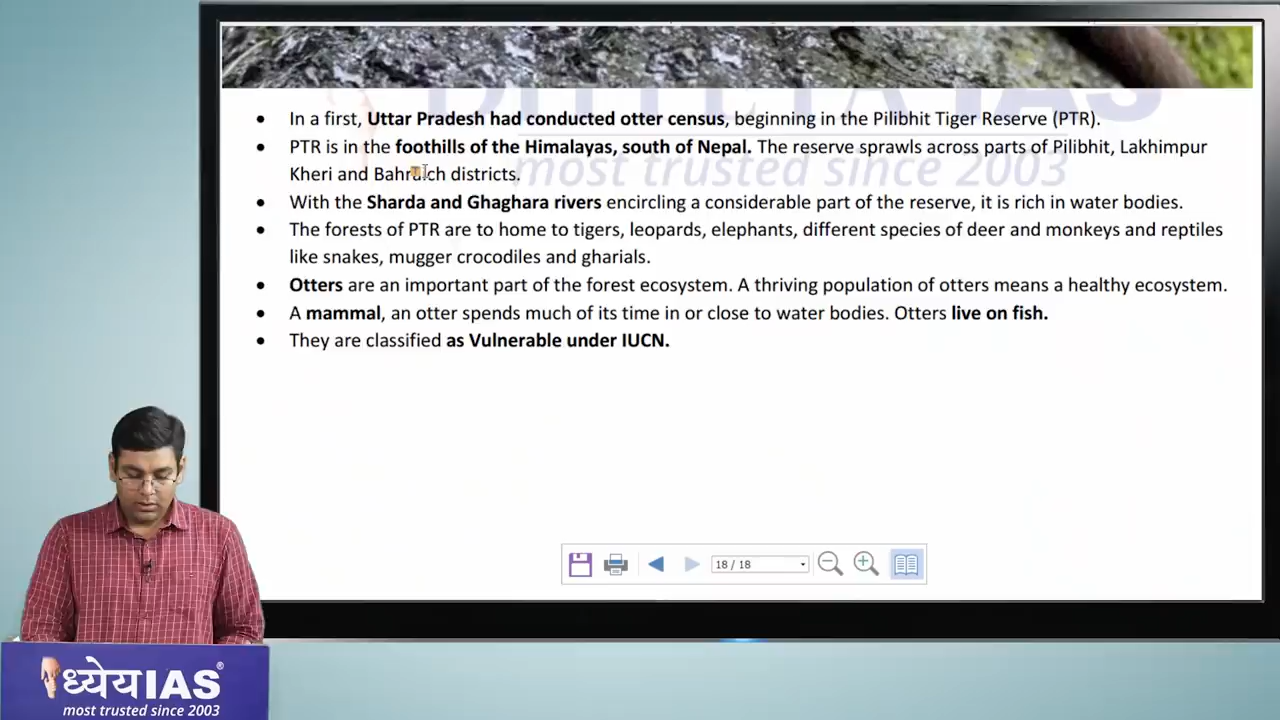 • In a first, Uttar Pradesh had conducted otter census, beginning in the Pilibhit Tiger Reserve (PTR).
• PTR is in the foothills of the Himalayas, south of Nepal. The reserve sprawls across parts of Pilibhit, Lakhimpur
Kheri and Bahraich districts.
• With the Sharda and Ghaghara rivers encircling a considerable part of the reserve, it is rich in water bodies.
• The forests of PTR are to home to tigers, leopards, elephants, different species of deer and monkeys and reptiles
like snakes, mugger crocodiles and gharials.
• Otters are an important part of the forest ecosystem. A thriving population of otters means a healthy ecosystem.
• A mammal, an otter spends much of its time in or close to water bodies. Otters live on fish.
• They are classified as Vulnerable under IUCN.
most trusted since 2003
18 / 18
ध्येय IAS®
most trusted since 2003